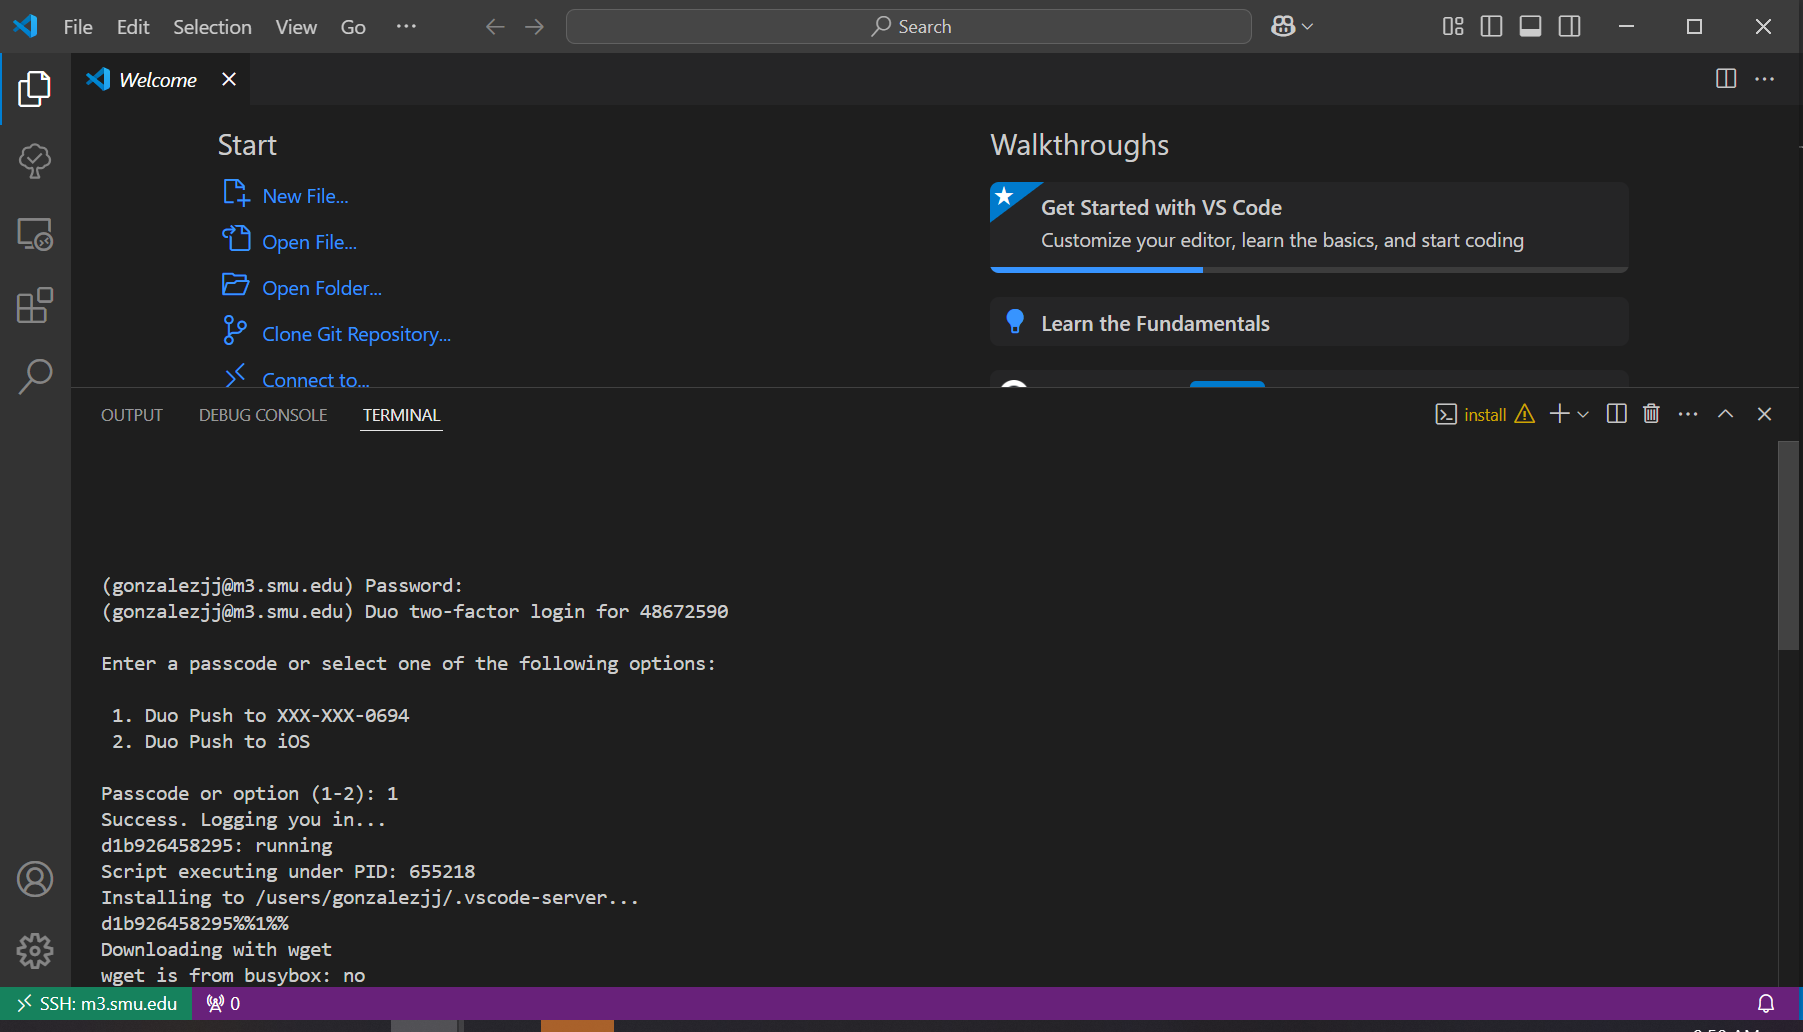 File Edit Selection View Go ··· Search
Welcome
Start
New File...
Open File...
Open Folder...
Clone Git Repository...
Connect to...
Walkthroughs
Get Started with VS Code
Customize your editor, learn the basics, and start coding
Learn the Fundamentals
OUTPUT DEBUG CONSOLE TERMINAL
install
(gonzalezjj@m3.smu.edu) Password:
(gonzalezjj@m3.smu.edu) Duo two-factor login for 48672590
Enter a passcode or select one of the following options:
1. Duo Push to XXX-XXX-0694
2. Duo Push to iOS
Passcode or option (1-2): 1
Success. Logging you in...
d1b926458295: running
Script executing under PID: 655218
Installing to /users/gonzalezjj/.vscode-server...
d1b926458295%%1%%
Downloading with wget
wget is from busybox: no
SSH: m3.smu.edu 0